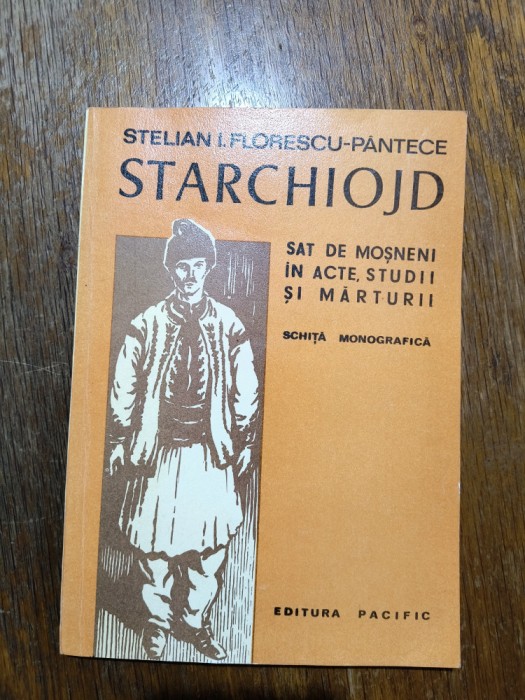 STELIAN I. FLORESCU-PÂNTECE
STARCHIOJD
SAT DE MOȘNENI
ÎN ACTE, STUDII
ȘI MĂRTURII
SCHIȚĂ MONOGRAFICĂ
EDITURA PACIFIC